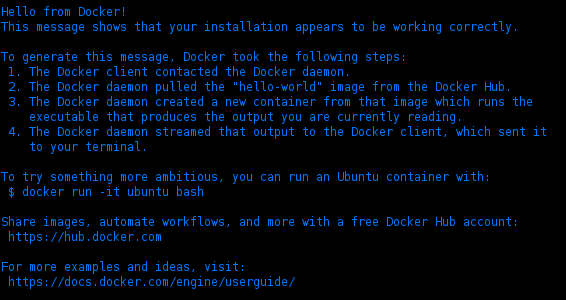 Hello from Docker!
This message shows that your installation appears to be working correctly.

To generate this message, Docker took the following steps:
 1. The Docker client contacted the Docker daemon.
 2. The Docker daemon pulled the "hello-world" image from the Docker Hub.
 3. The Docker daemon created a new container from that image which runs the
    executable that produces the output you are currently reading.
 4. The Docker daemon streamed that output to the Docker client, which sent it
    to your terminal.

To try something more ambitious, you can run an Ubuntu container with:
 $ docker run -it ubuntu bash

Share images, automate workflows, and more with a free Docker Hub account:
 https://hub.docker.com

For more examples and ideas, visit:
 https://docs.docker.com/engine/userguide/